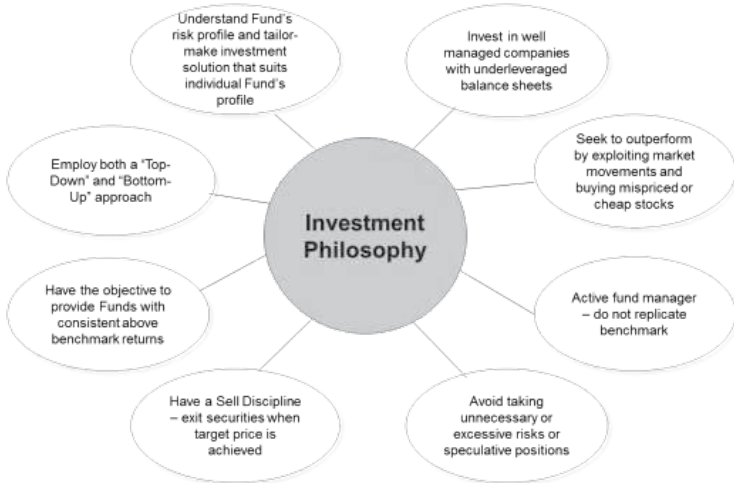 Understand Fund's
risk profile and tailor-
make investment
solution that suits
individual Fund's
profile
Invest in well
managed companies
with underleveraged
balance sheets
Employ both a "Top-
Down" and "Bottom-
Up" approach
Seek to outperform
by exploiting market
movements and
buying mispriced or
cheap stocks
Investment
Philosophy
Have the objective to
provide Funds with
consistent above
benchmark returns
Active fund manager
– do not replicate
benchmark
Have a Sell Discipline
– exit securities when
target price is
achieved
Avoid taking
unnecessary or
excessive risks or
speculative positions